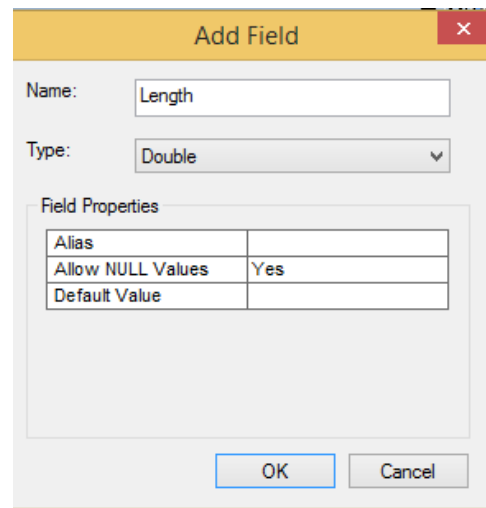 Add Field
Name: Length
Type: Double
Field Properties
Alias
Allow NULL Values Yes
Default Value
OK Cancel